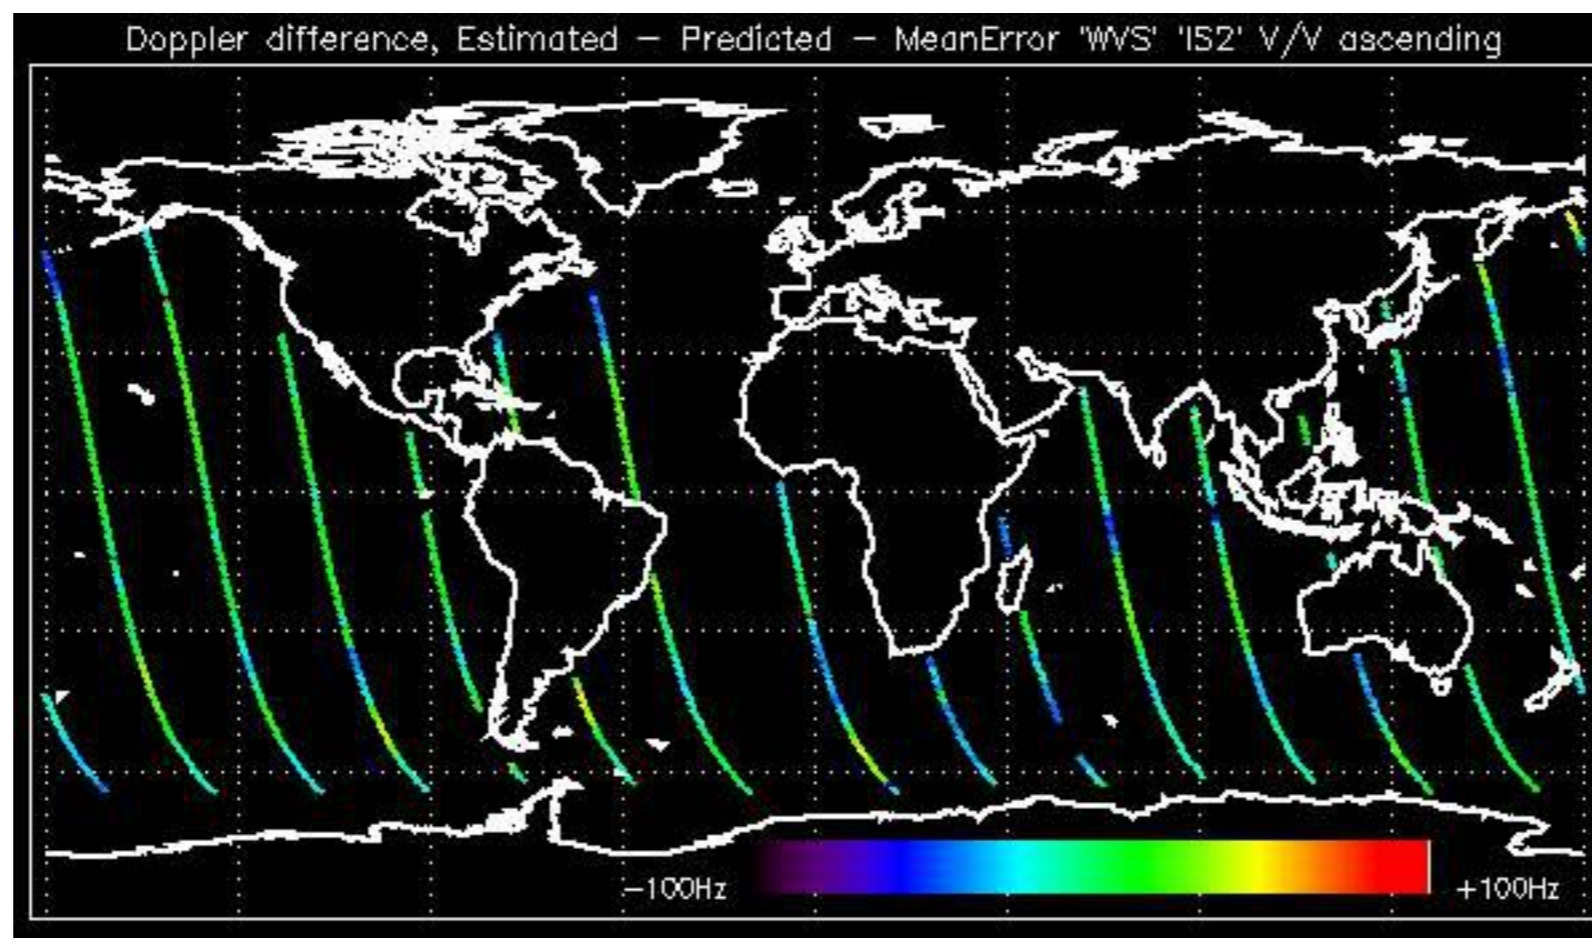 Doppler difference, Estimated – Predicted – MeanError 'WVS' 'IS2' V/V ascending
–100Hz +100Hz